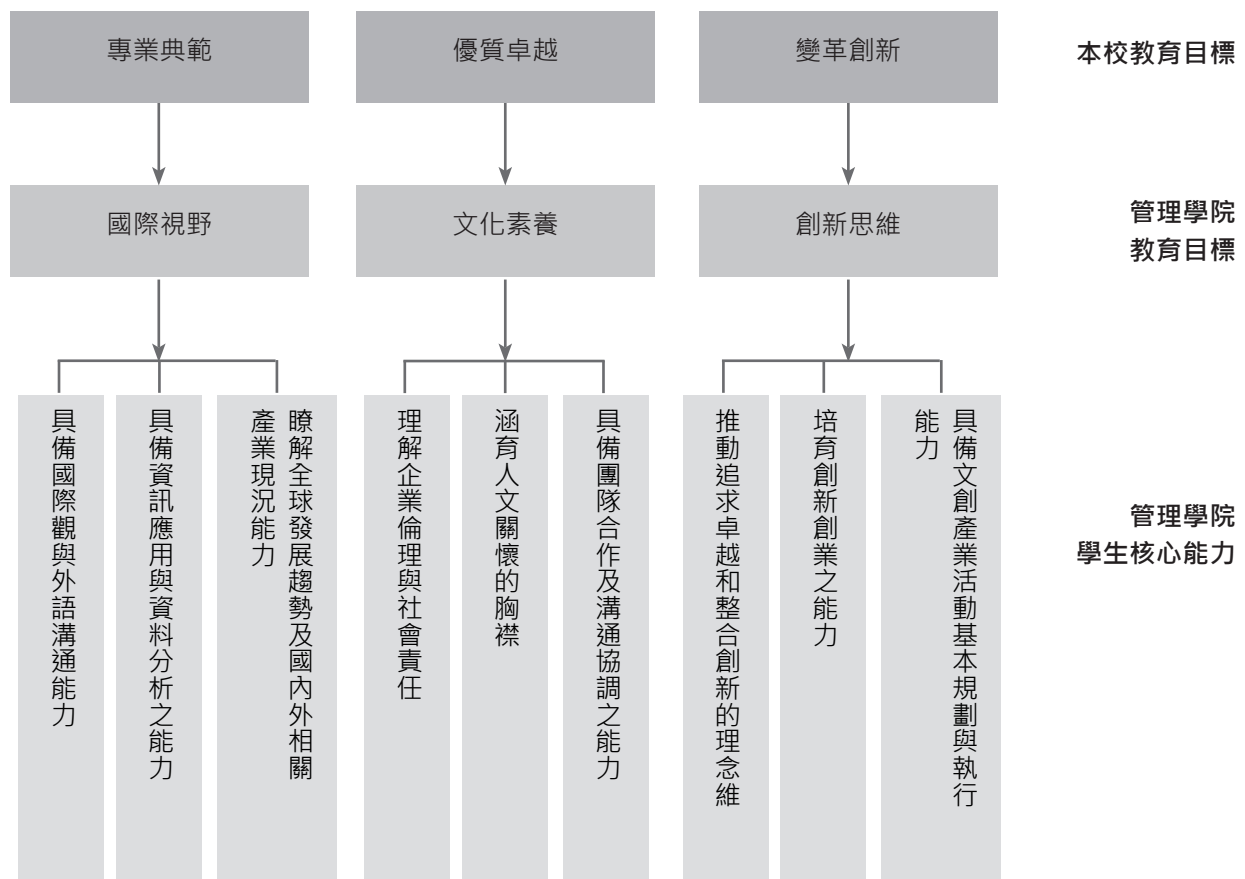 專業典範
優質卓越
變革創新
本校教育目標
國際視野
文化素養
創新思維
管理學院
教育目標
具備國際觀與外語溝通能力
具備資訊應用與資料分析之能力
瞭解全球發展趨勢及國內外相關
產業現況能力
理解企業倫理與社會責任
涵育人文關懷的胸襟
具備團隊合作及溝通協調之能力
推動追求卓越和整合創新的理念維
培育創新創業之能力
具備文創產業活動基本規劃與執行
能力
管理學院
學生核心能力